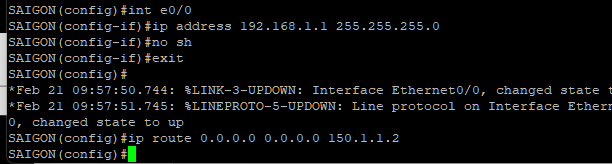 SAIGON(config)#int e0/0
SAIGON(config-if)#ip address 192.168.1.1 255.255.255.0
SAIGON(config-if)#no sh
SAIGON(config-if)#exit
SAIGON(config)#
*Feb 21 09:57:50.744: %LINK-3-UPDOWN: Interface Ethernet0/0, changed state t
*Feb 21 09:57:51.745: %LINEPROTO-5-UPDOWN: Line protocol on Interface Ether
0, changed state to up
SAIGON(config)#ip route 0.0.0.0 0.0.0.0 150.1.1.2
SAIGON(config)#